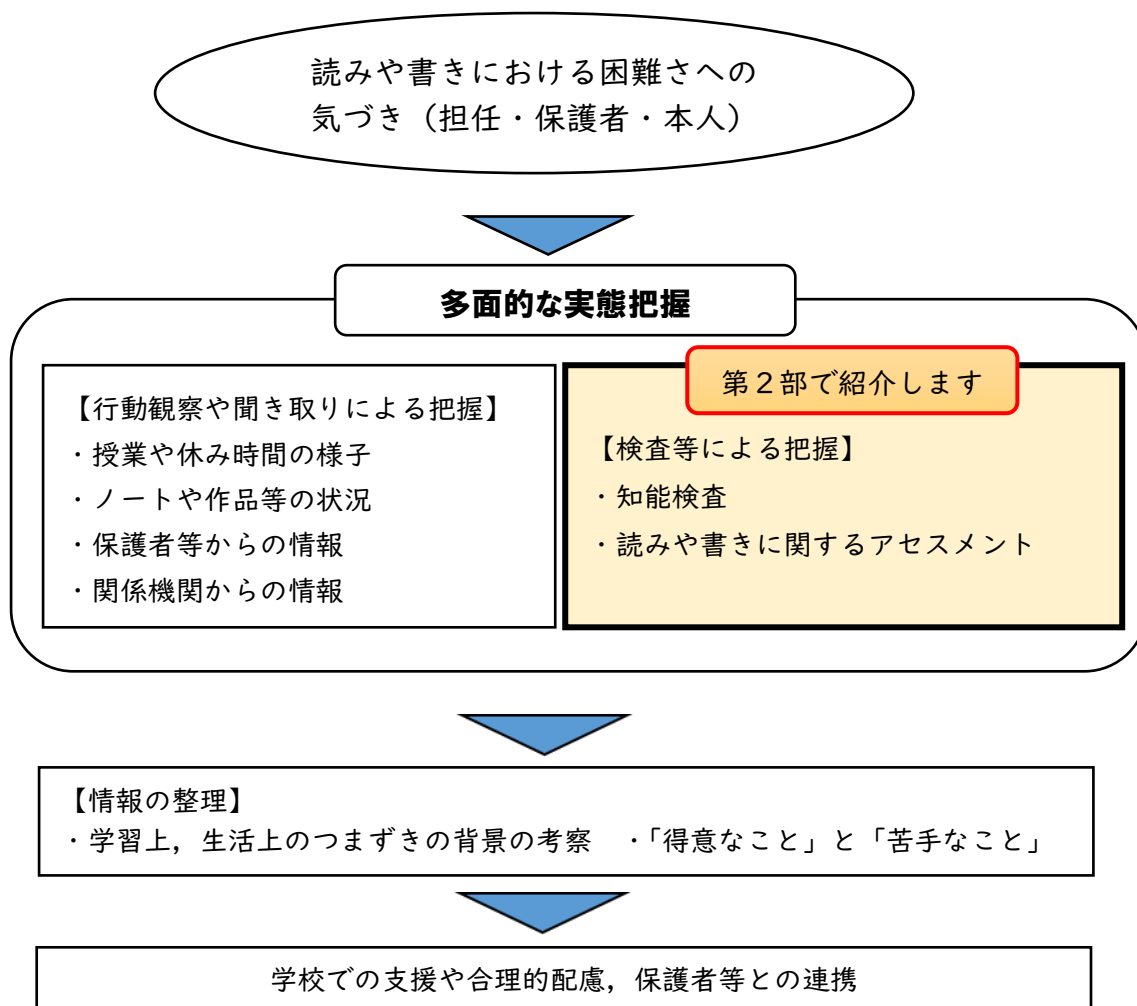 読みや書きにおける困難さへの
気づき（担任・保護者・本人）
多面的な実態把握
【行動観察や聞き取りによる把握】
・授業や休み時間の様子
・ノートや作品等の状況
・保護者等からの情報
・関係機関からの情報
第２部で紹介します
【検査等による把握】
・知能検査
・読みや書きに関するアセスメント
【情報の整理】
・学習上，生活上のつまずきの背景の考察　・「得意なこと」と「苦手なこと」
学校での支援や合理的配慮，保護者等との連携